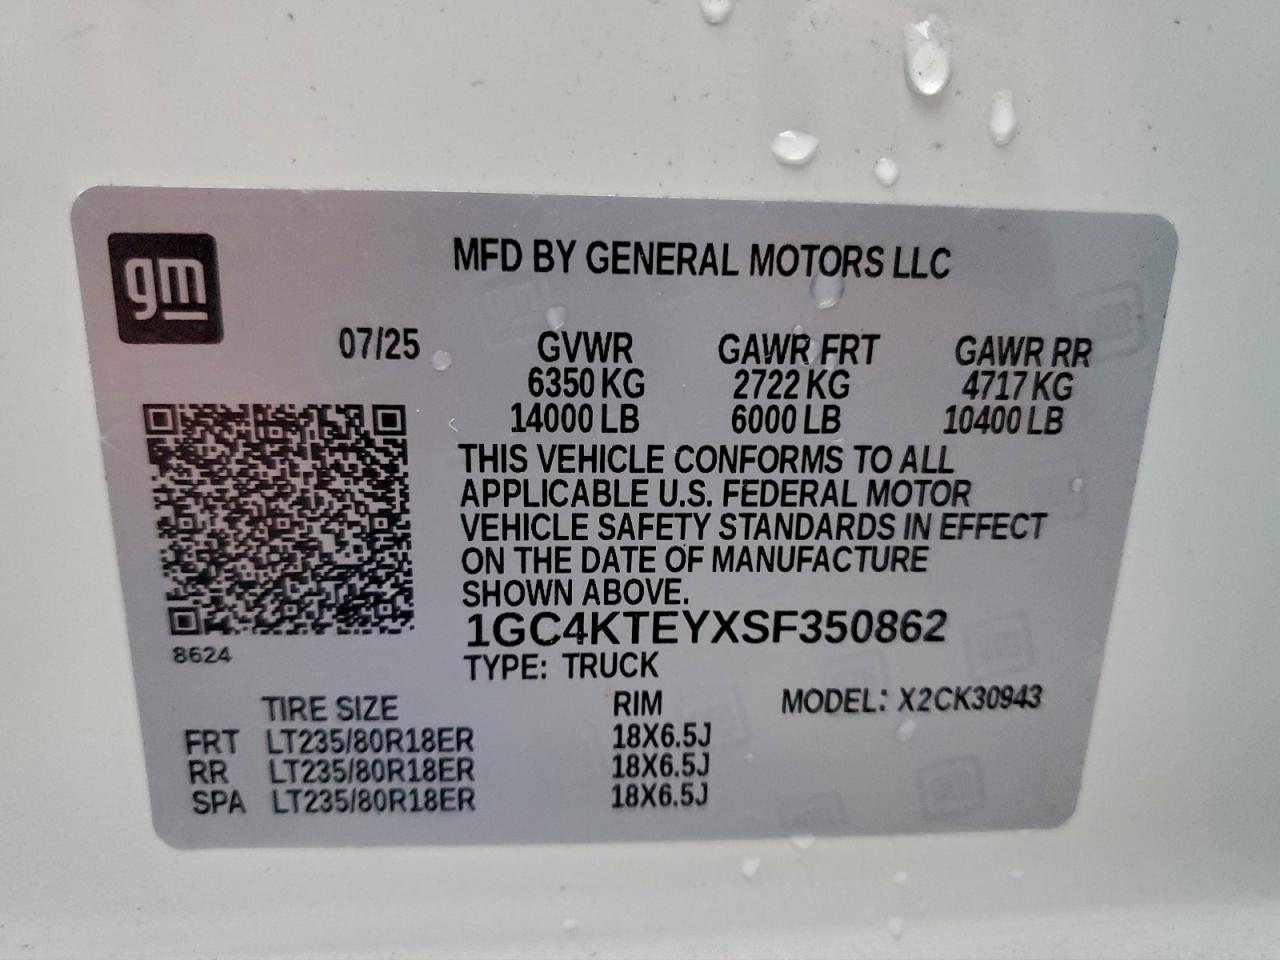 gm
MFD BY GENERAL MOTORS LLC
07/25 GVWR GAWR FRT GAWR RR
6350 KG 2722 KG 4717 KG
14000 LB 6000 LB 10400 LB
THIS VEHICLE CONFORMS TO ALL
APPLICABLE U.S. FEDERAL MOTOR
VEHICLE SAFETY STANDARDS IN EFFECT
ON THE DATE OF MANUFACTURE
SHOWN ABOVE.
1GC4KTEYXSF350862
8624
TYPE: TRUCK
TIRE SIZE RIM MODEL: X2CK30943
FRT LT235/80R18ER 18X6.5J
RR LT235/80R18ER 18X6.5J
SPA LT235/80R18ER 18X6.5J